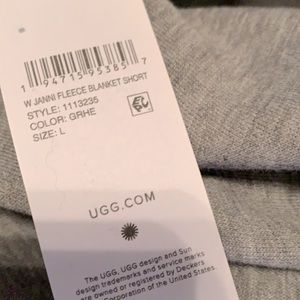 1 94715 95385 7
W JANNI FLEECE BLANKET SHORT
STYLE: 1113235
COLOR: GRHE
SIZE: L
UGG.COM
The UGG, UGG design and Sun
design trademarks and service marks
are owned or registered by Deckers
Corporation of the United States.